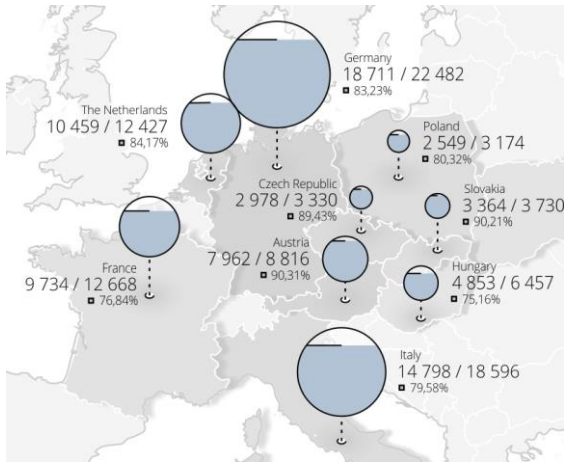 Germany
18 711 / 22 482
83,23%
The Netherlands
10 459 / 12 427
84,17%
Poland
2 549 / 3 174
80,32%
Czech Republic
2 978 / 3 330
89,43%
Slovakia
3 364 / 3 730
90,21%
Austria
7 962 / 8 816
90,31%
France
9 734 / 12 668
76,84%
Hungary
4 853 / 6 457
75,16%
Italy
14 798 / 18 596
79,58%